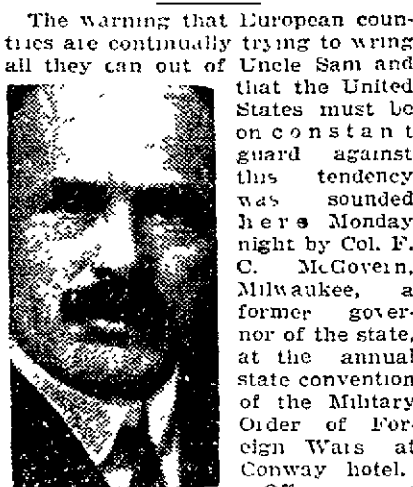 The warning that European coun-
tries are continually trying to wring
all they can out of Uncle Sam and
that the United
States must be
on constant
guard against
this tendency
was sounded
here Monday
night by Col. F.
C. McGovern,
Milwaukee, a
former gover-
nor of the state,
at the annual
state convention
of the Military
Order of For-
eign Wars at
Conway hotel.